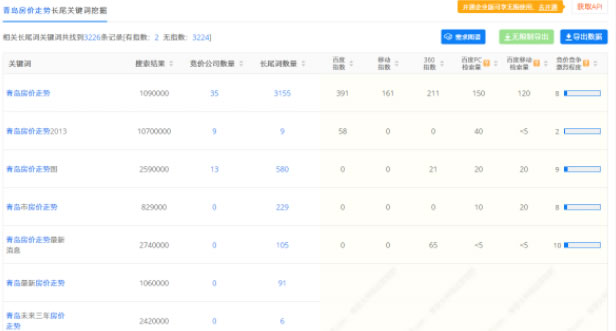 开通企业版可享无限使用，去开通
获取API
青岛房价走势长尾关键词挖掘
相关长尾词关键词共找到3226条记录[有指数: 2 无指数: 3224]
需求图谱
无限制导出
导出数据
关键词 搜索结果 竞价公司数量 长尾词数量 百度指数 移动指数 360指数 百度PC检索量 百度移动检索量 竞价竞争激烈程度
青岛房价走势 1090000 35 3155 391 161 211 150 120 8
青岛房价走势2013 10700000 9 9 58 0 0 40 <5 2
青岛房价走势图 2590000 13 580 0 0 21 20 20 9
青岛市房价走势 829000 0 229 0 0 0 10 20 8
青岛房价走势最新
消息 2740000 0 105 0 0 65 <5 <5 10
青岛最新房价走势 1060000 0 91
青岛未来三年房价
走势 2420000 0 6